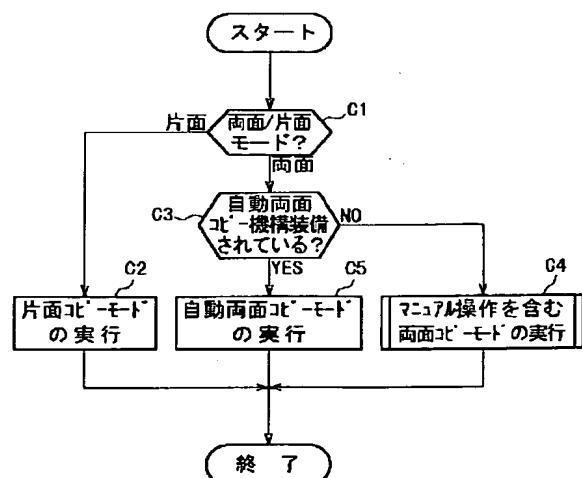 スタート
C1
片面
両面/片面
モード?
両面
C3
自動両面
コピー機構装備
されている?
NO
YES
C2
C5
C4
片面コピーモード
の実行
自動両面コピーモード
の実行
マニュアル操作を含む
両面コピーモードの実行
終了